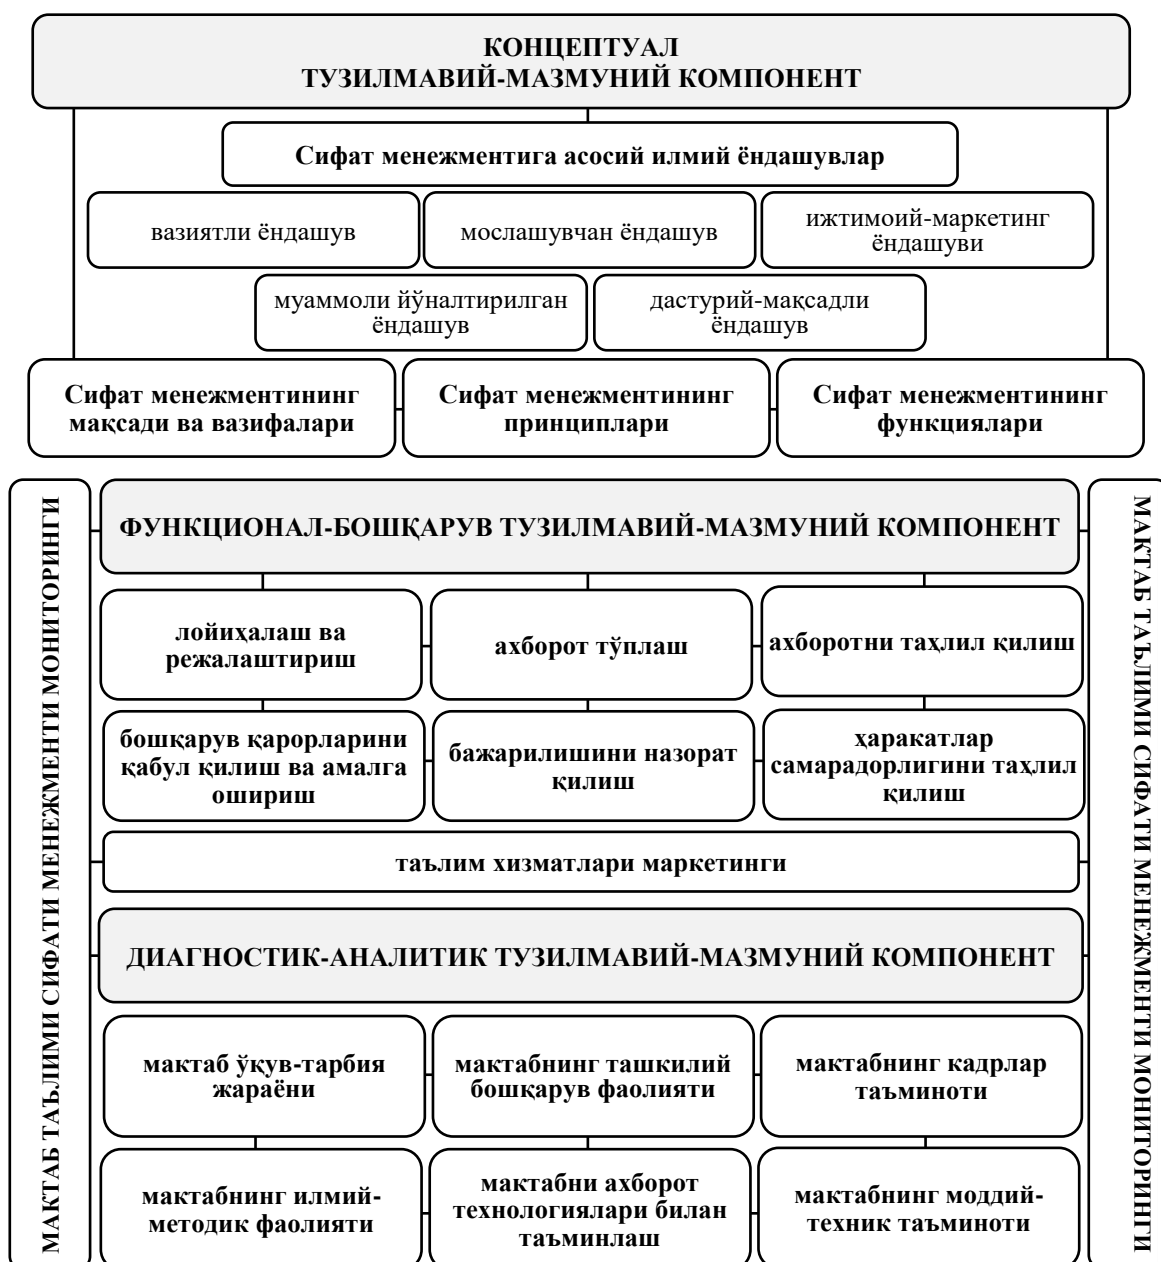 КОНЦЕПТУАЛ
ТУЗИЛМАВИЙ-МАЗМУНИЙ КОМПОНЕНТ
Сифат менежментига асосий илмий ёндашувлар
вазиятли ёндашув
мослашувчан ёндашув
ижтимоий-маркетинг
ёндашуви
муаммоли йўналтирилган
ёндашув
дастурий-мақсадли
ёндашув
Сифат менежментининг
мақсади ва вазифалари
Сифат менежментининг
принциплари
Сифат менежментининг
функциялари
МАКТАБ ТАЪЛИМИ СИФАТИ МЕНЕЖМЕНТИ МОНИТОРИНГИ
ФУНКЦИОНАЛ-БОШҚАРУВ ТУЗИЛМАВИЙ-МАЗМУНИЙ КОМПОНЕНТ
лойиҳалаш ва
режалаштириш
ахборот тўплаш
ахборотни таҳлил қилиш
бошқарув қарорларини
қабул қилиш ва амалга
ошириш
бажарилишини назорат
қилиш
ҳаракатлар
самарадорлигини таҳлил
қилиш
таълим хизматлари маркетинги
ДИАГНОСТИК-АНАЛИТИК ТУЗИЛМАВИЙ-МАЗМУНИЙ КОМПОНЕНТ
мактаб ўқув-тарбия
жараёни
мактабнинг ташкилий
бошқарув фаолияти
мактабнинг кадрлар
таъминоти
мактабнинг илмий-
методик фаолияти
мактабни ахборот
технологиялари билан
таъминлаш
мактабнинг моддий-
техник таъминоти
МАКТАБ ТАЪЛИМИ СИФАТИ МЕНЕЖМЕНТИ МОНИТОРИНГИ